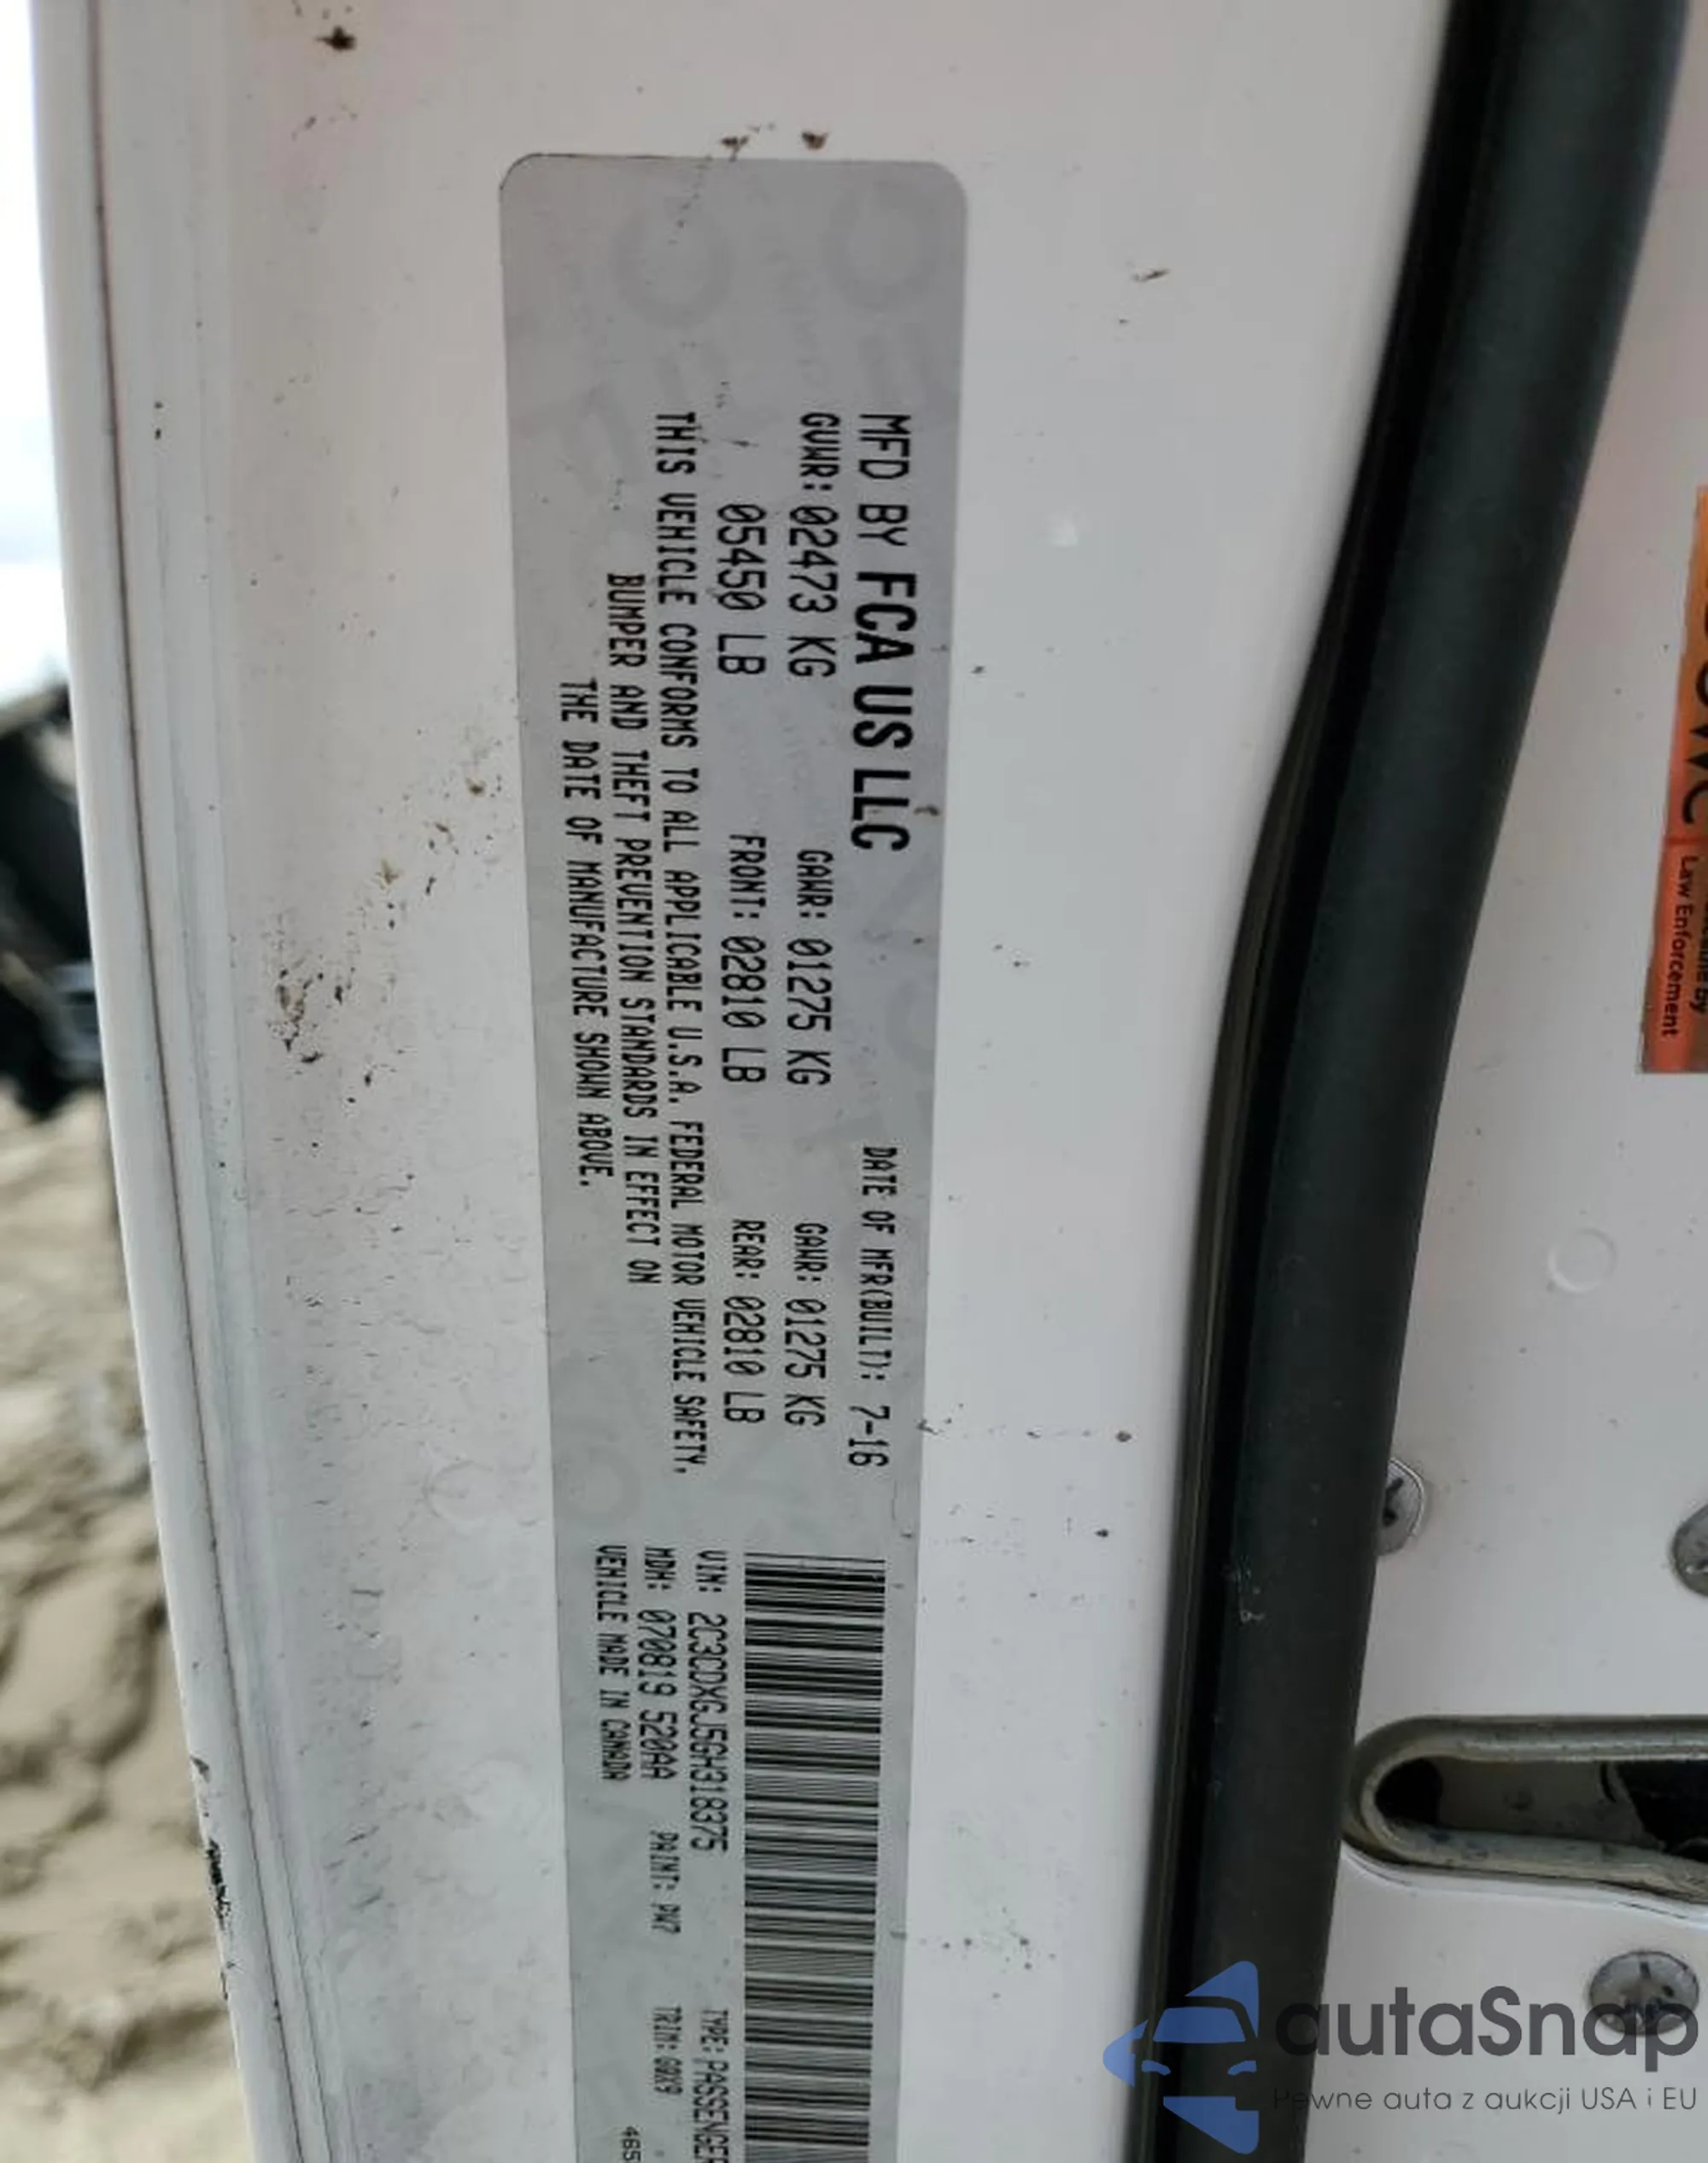 MFD BY FCA US LLC
DATE OF MFR(BUILT): 7-16
GVWR: 02473 KG
GAWR: 01275 KG
GAWR: 01275 KG
05450 LB
FRONT: 02810 LB
REAR: 02810 LB
THIS VEHICLE CONFORMS TO ALL APPLICABLE U.S.A. FEDERAL MOTOR VEHICLE SAFETY,
BUMPER AND THEFT PREVENTION STANDARDS IN EFFECT ON
THE DATE OF MANUFACTURE SHOWN ABOVE.
VIN: 2C3CDXGJ5GH318375
TYPE: PASSENGER
MDH: 070819 520AA
PAINT: PW7
TRIM:
VEHICLE MADE IN CANADA
465
Law Enforcement
autaSnap
Pewne auta z aukcji USA i EU